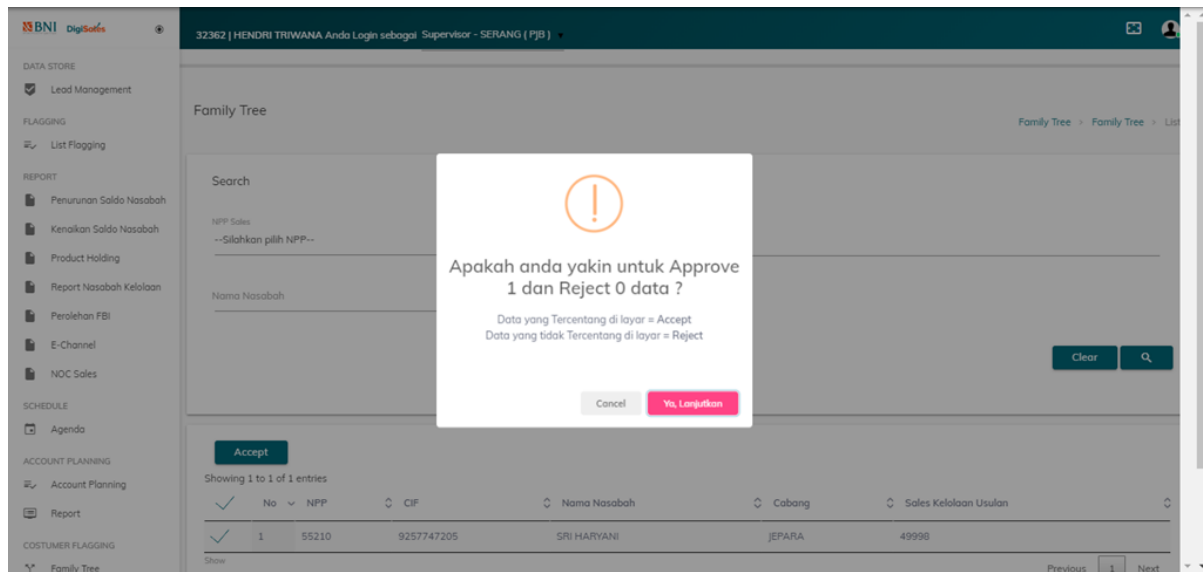 BNI DigiSales
32362 | HENDRI TRIWANA Anda Login sebagai Supervisor - SERANG ( PJB )
DATA STORE
Lead Management
FLAGGING
List Flagging
REPORT
Penurunan Saldo Nasabah
Kenaikan Saldo Nasabah
Product Holding
Report Nasabah Kelolaan
Perolehan FBI
E-Channel
NOC Sales
SCHEDULE
Agenda
ACCOUNT PLANNING
Account Planning
Report
COSTUMER FLAGGING
Family Tree
Family Tree
Family Tree > Family Tree > List
Search
NPP Sales
--Silahkan pilih NPP--
Nama Nasabah
Clear
Apakah anda yakin untuk Approve
1 dan Reject 0 data ?
Data yang Tercentang di layar = Accept
Data yang tidak Tercentang di layar = Reject
Cancel Ya, Lanjutkan
Accept
Showing 1 to 1 of 1 entries
No NPP CIF Nama Nasabah Cabang Sales Kelolaan Usulan
1 55210 9257747205 SRI HARYANI JEPARA 49998
Show
Previous 1 Next